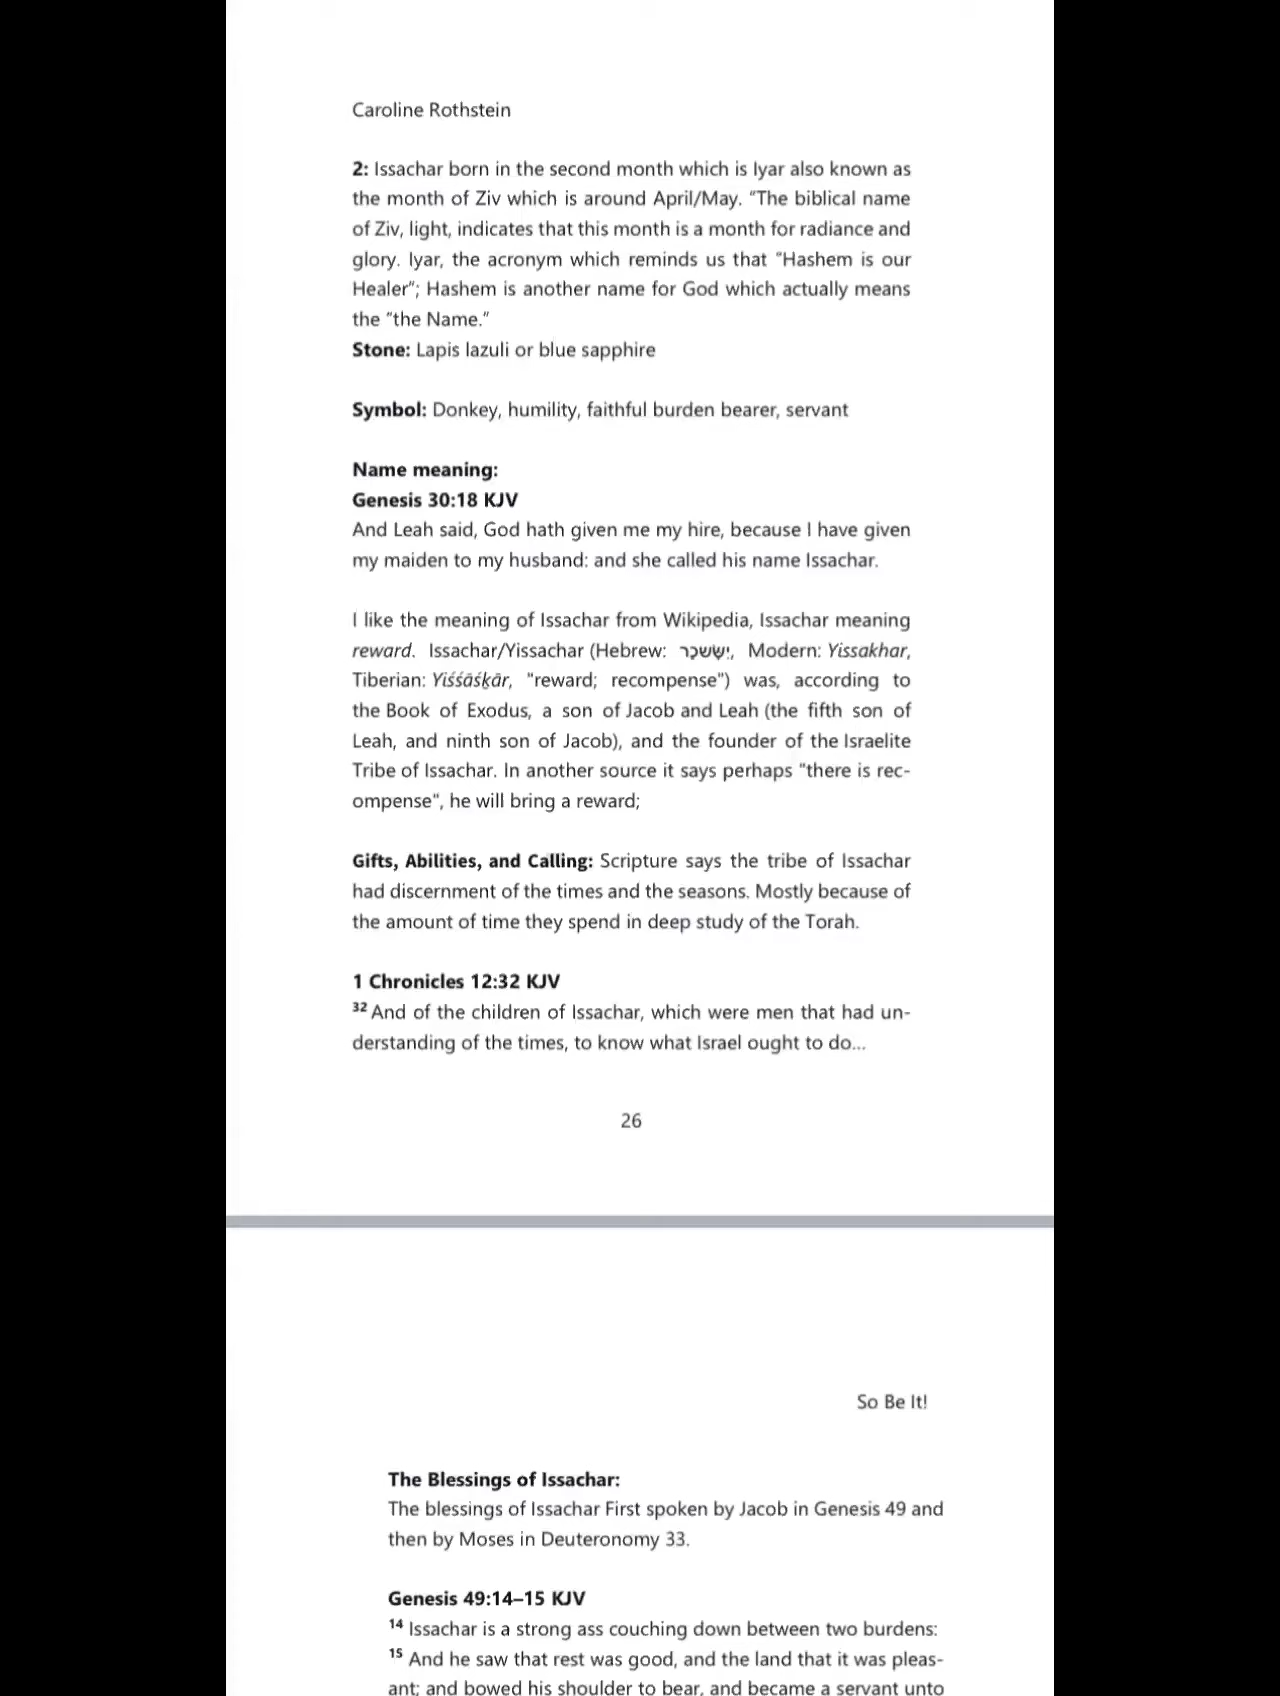 Caroline Rothstein
2: Issachar born in the second month which is Iyar also known as
the month of Ziv which is around April/May. "The biblical name
of Ziv, light, indicates that this month is a month for radiance and
glory. Iyar, the acronym which reminds us that "Hashem is our
Healer"; Hashem is another name for God which actually means
the "the Name."
Stone: Lapis lazuli or blue sapphire
Symbol: Donkey, humility, faithful burden bearer, servant
Name meaning:
Genesis 30:18 KJV
And Leah said, God hath given me my hire, because I have given
my maiden to my husband: and she called his name Issachar.
I like the meaning of Issachar from Wikipedia, Issachar meaning
reward. Issachar/Yissachar (Hebrew: יִשָּׂשכָר, Modern: Yissakhar,
Tiberian: Yiśśāśḵār, "reward; recompense") was, according to
the Book of Exodus, a son of Jacob and Leah (the fifth son of
Leah, and ninth son of Jacob), and the founder of the Israelite
Tribe of Issachar. In another source it says perhaps "there is rec-
ompense", he will bring a reward;
Gifts, Abilities, and Calling: Scripture says the tribe of Issachar
had discernment of the times and the seasons. Mostly because of
the amount of time they spend in deep study of the Torah.
1 Chronicles 12:32 KJV
32 And of the children of Issachar, which were men that had un-
derstanding of the times, to know what Israel ought to do...
26
So Be It!
The Blessings of Issachar:
The blessings of Issachar First spoken by Jacob in Genesis 49 and
then by Moses in Deuteronomy 33.
Genesis 49:14–15 KJV
14 Issachar is a strong ass couching down between two burdens:
15 And he saw that rest was good, and the land that it was pleas-
ant; and bowed his shoulder to bear, and became a servant unto